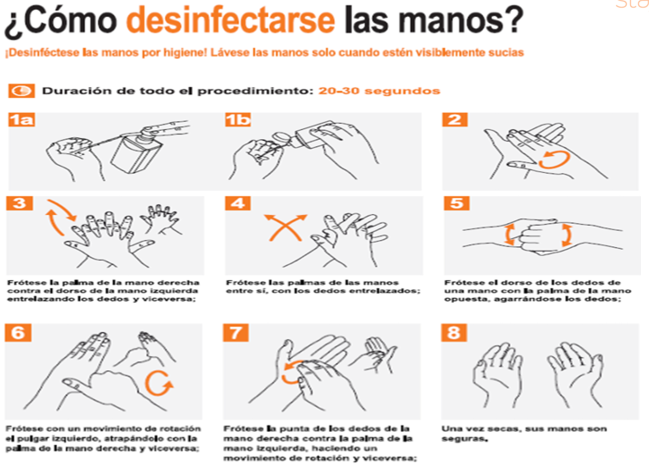 ¿Cómo desinfectarse las manos?
¡Desinféctese las manos por higiene! Lávese las manos solo cuando estén visiblemente sucias
Duración de todo el procedimiento: 20-30 segundos
1a
1b
2
3
Frótese la palma de la mano derecha
contra el dorso de la mano izquierda
entrelazando los dedos y viceversa;
4
Frótese las palmas de las manos
entre sí, con los dedos entrelazados;
5
Frótese el dorso de los dedos de
una mano con la palma de la mano
opuesta, agarrándose los dedos;
6
Frótese con un movimiento de rotación
el pulgar izquierdo, atrapándolo con la
palma de la mano derecha y viceversa;
7
Frótese la punta de los dedos de la
mano derecha contra la palma de la
mano izquierda, haciendo un
movimiento de rotación y viceversa;
8
Una vez secas, sus manos son
seguras.